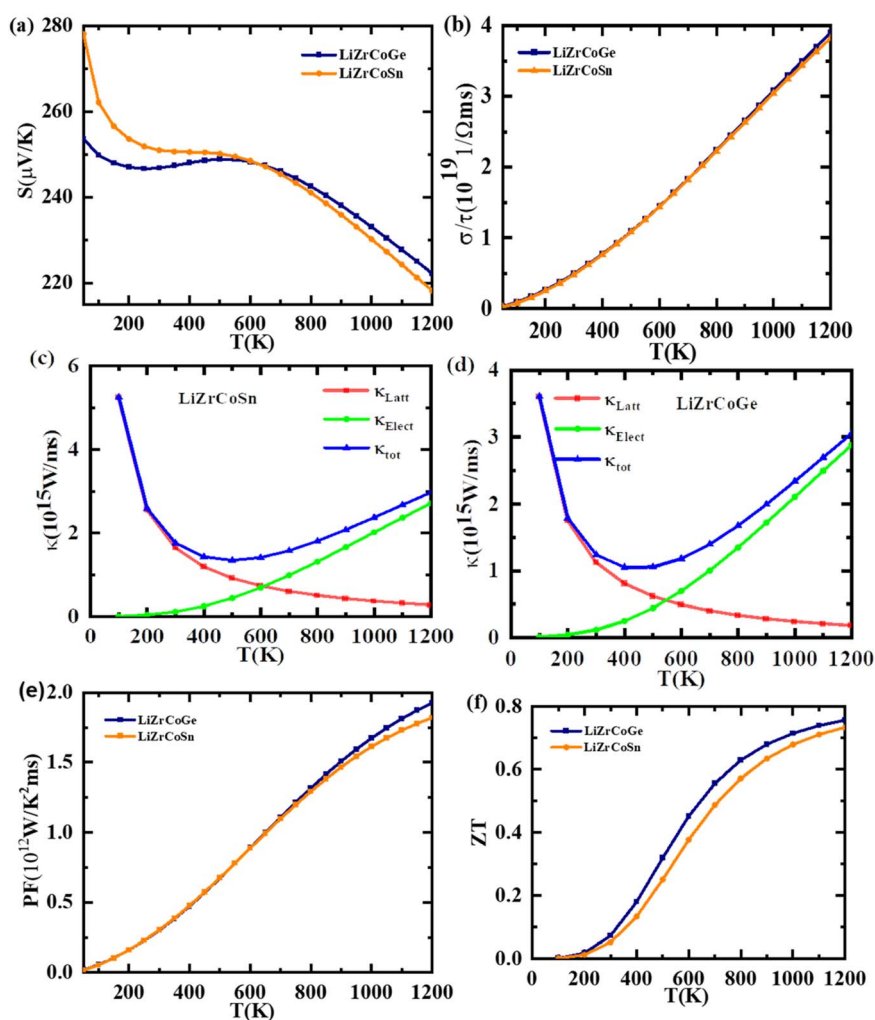 (a)
280
260
240
220
S(μV/K)
LiZrCoGe
LiZrCoSn
200 400 600 800 1000 1200
T(K)
(b)
4
3
2
1
0
σ/τ(10^19 1/Ωms)
LiZrCoGe
LiZrCoSn
200 400 600 800 1000 1200
T(K)
(c)
6
4
2
0
κ(10^15W/ms)
LiZrCoSn
κLatt
κElect
κtot
0 200 400 600 800 1000 1200
T(K)
(d)
4
3
2
1
0
κ(10^15W/ms)
κLatt
κElect
κtot
LiZrCoGe
0 200 400 600 800 1000 1200
T(K)
(e)
2.0
1.5
1.0
0.5
0.0
PF(10^12W/K^2ms)
LiZrCoGe
LiZrCoSn
200 400 600 800 1000 1200
T(K)
(f)
0.8
0.6
0.4
0.2
0.0
ZT
LiZrCoGe
LiZrCoSn
0 200 400 600 800 1000 1200
T(K)